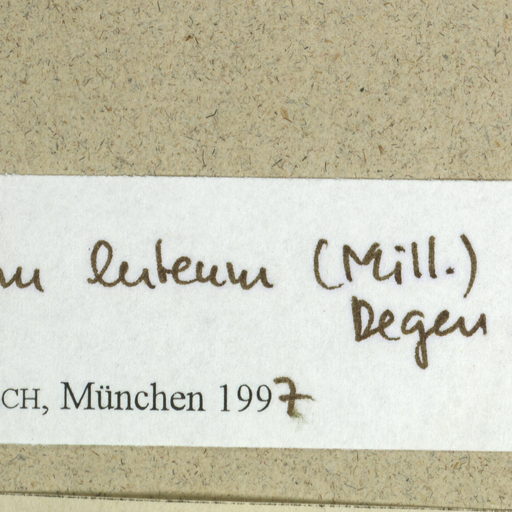 luteum (Mill.)
Degen
CH, München 1997